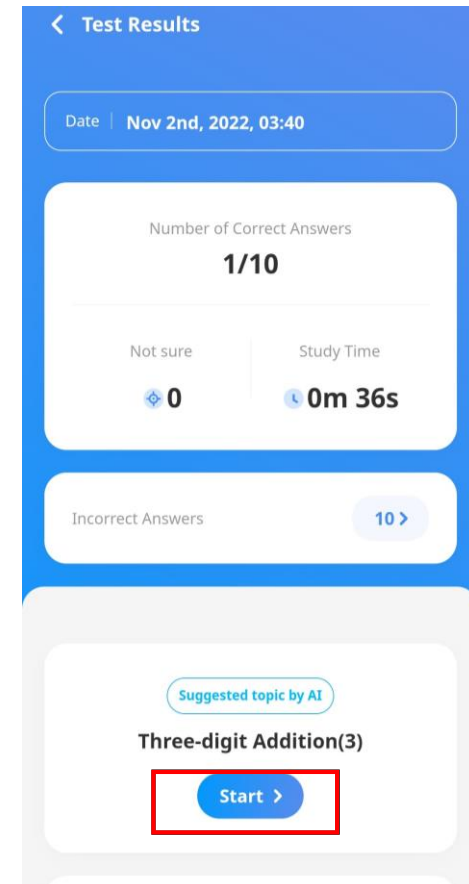 Test Results
Date | Nov 2nd, 2022, 03:40
Number of Correct Answers
1/10
Not sure
Study Time
0
0m 36s
Incorrect Answers
10 >
Suggested topic by AI
Three-digit Addition(3)
Start >